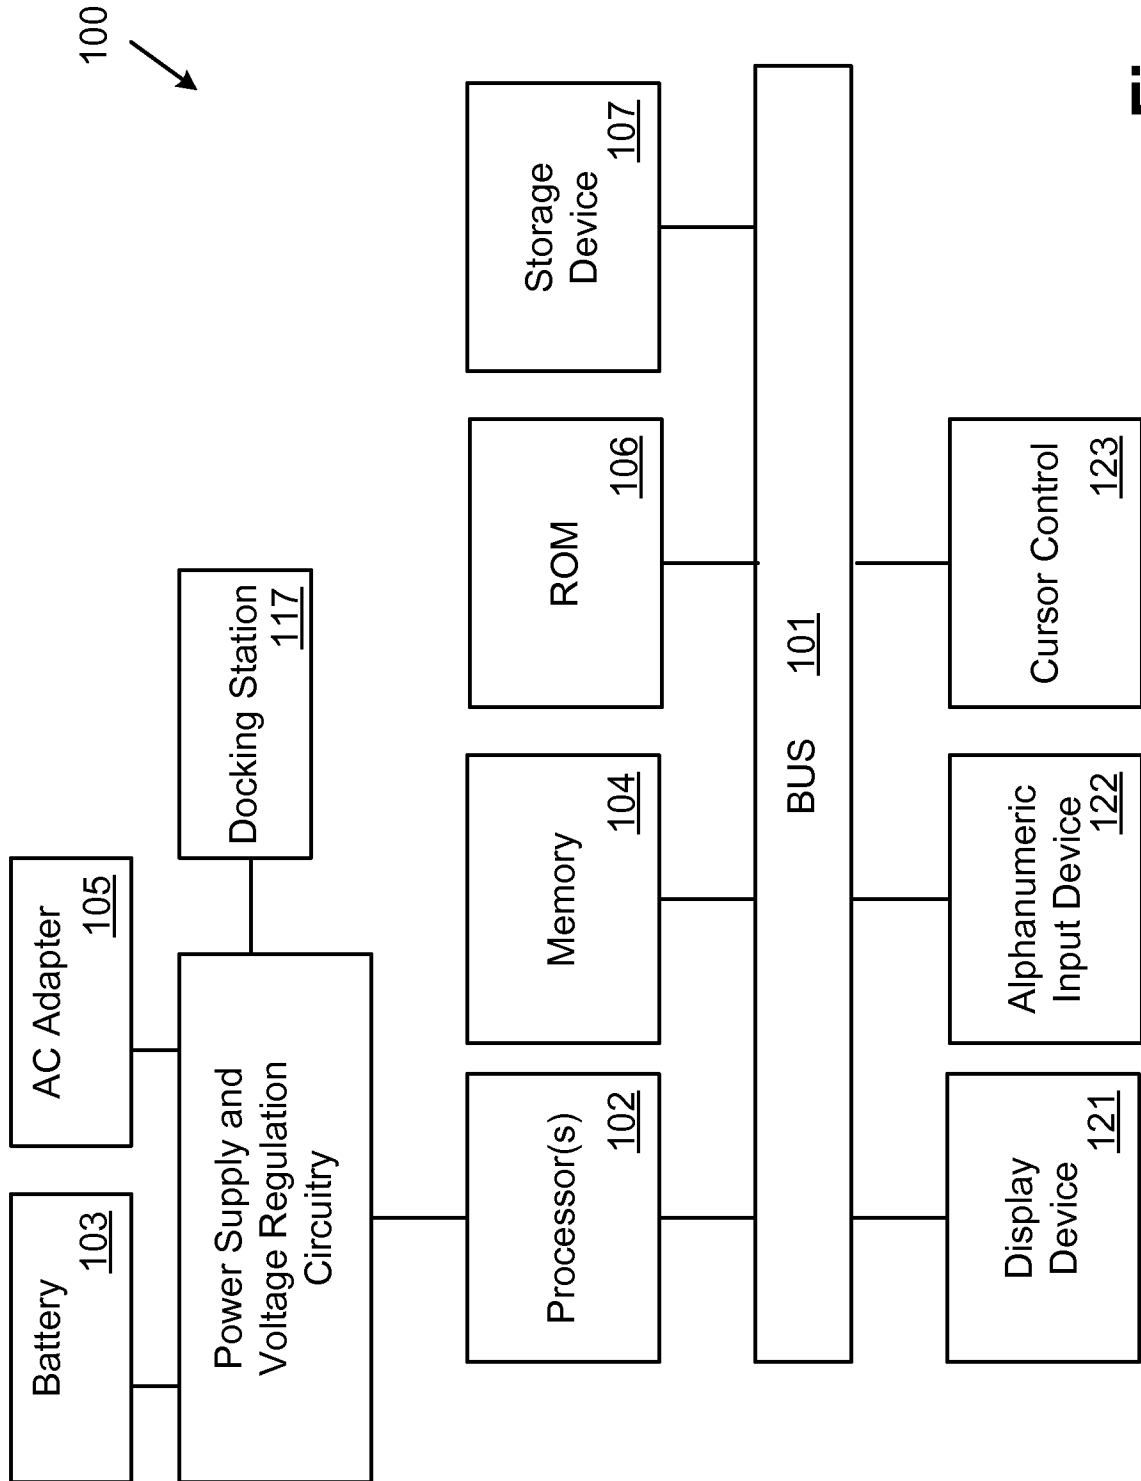 100
Battery
103
AC Adapter
105
Power Supply and
Voltage Regulation
Circuitry
Docking Station
117
Processor(s)
102
Memory
104
ROM
106
Storage
Device
107
BUS 101
Display
Device
121
Alphanumeric
Input Device
122
Cursor Control
123